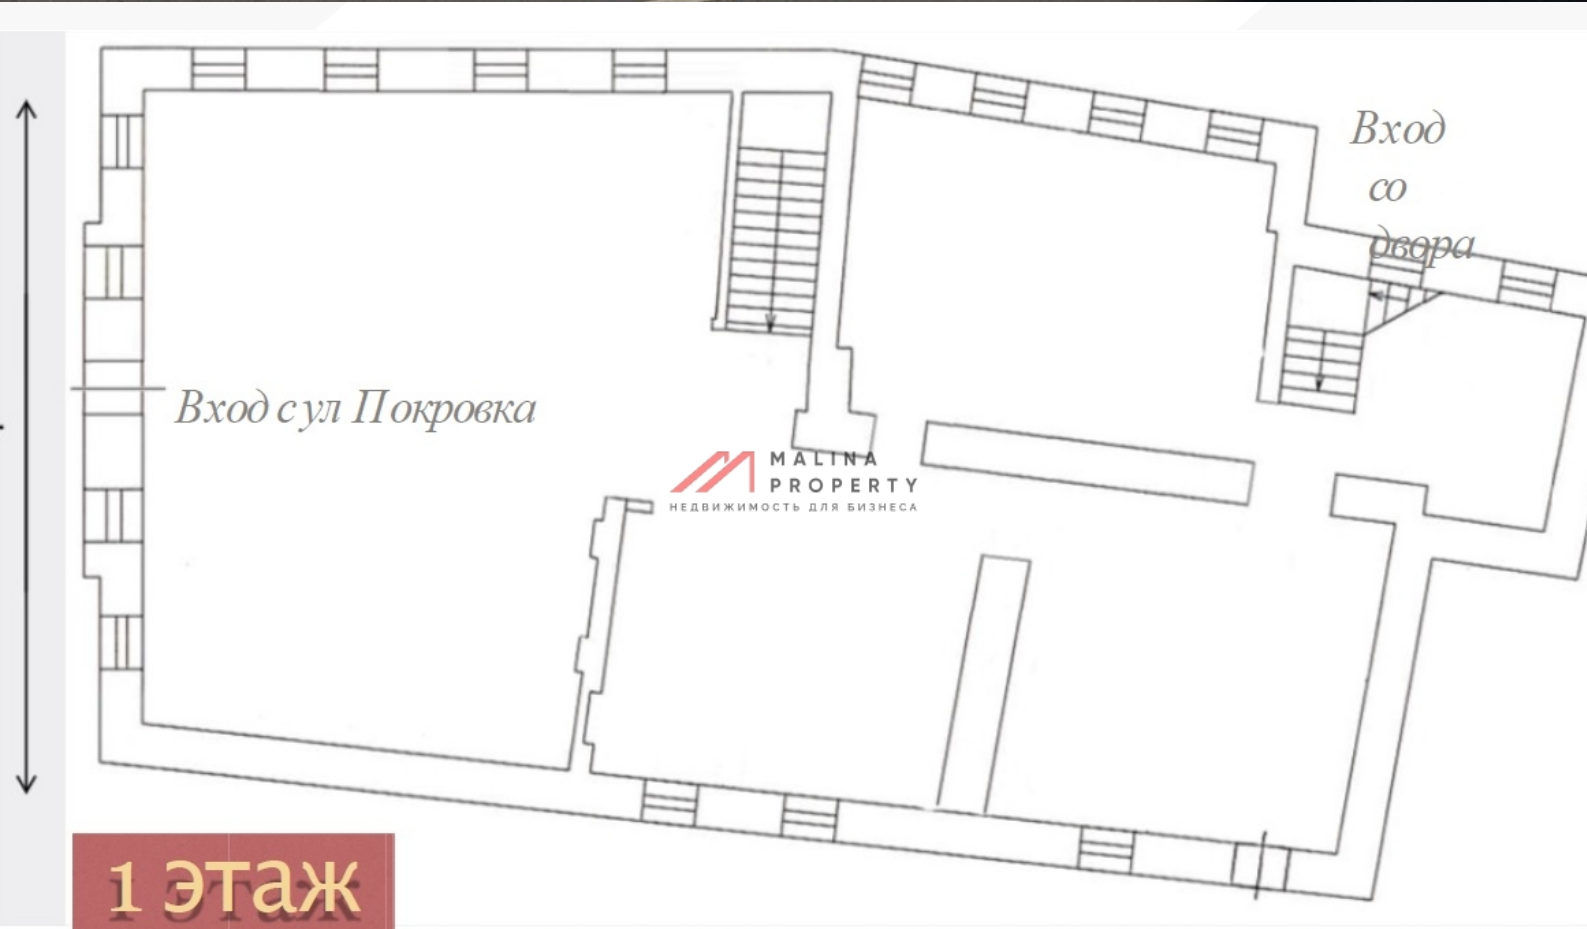 Вход
со
двора
Вход с ул Покровка
MALINA
PROPERTY
НЕДВИЖИМОСТЬ ДЛЯ БИЗНЕСА
1 этаж